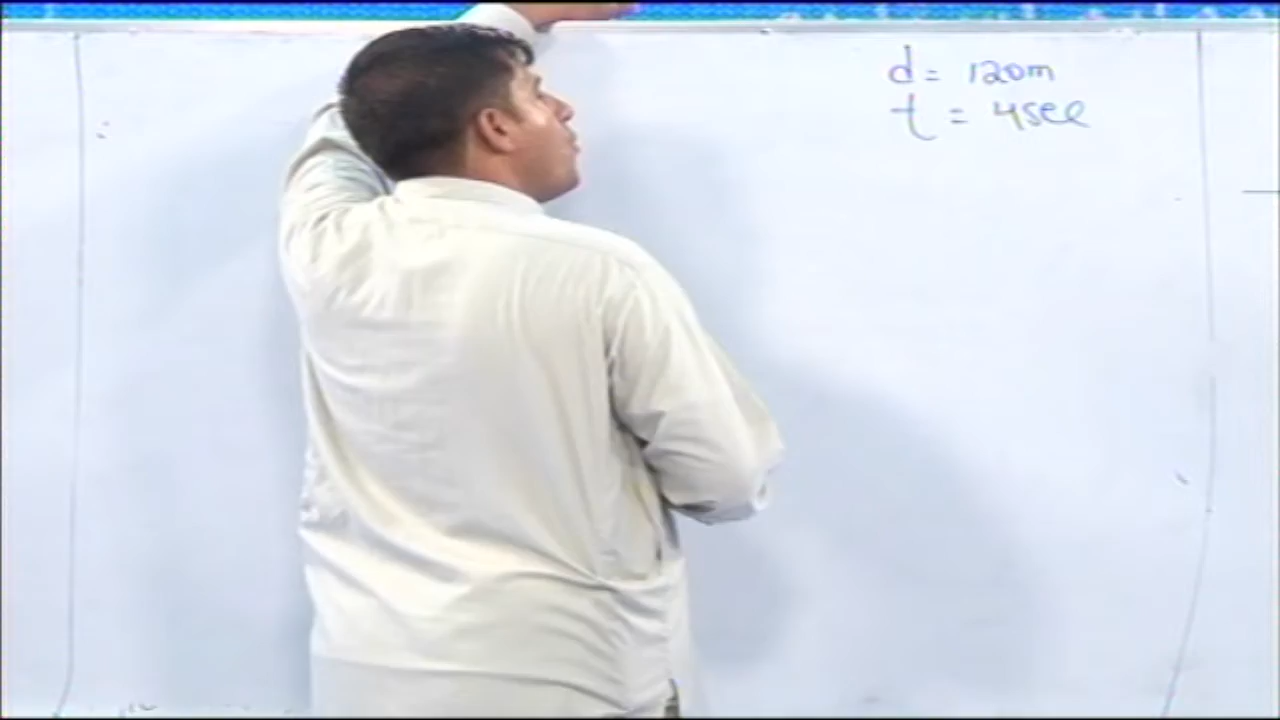 d = 120m
t = 4sec